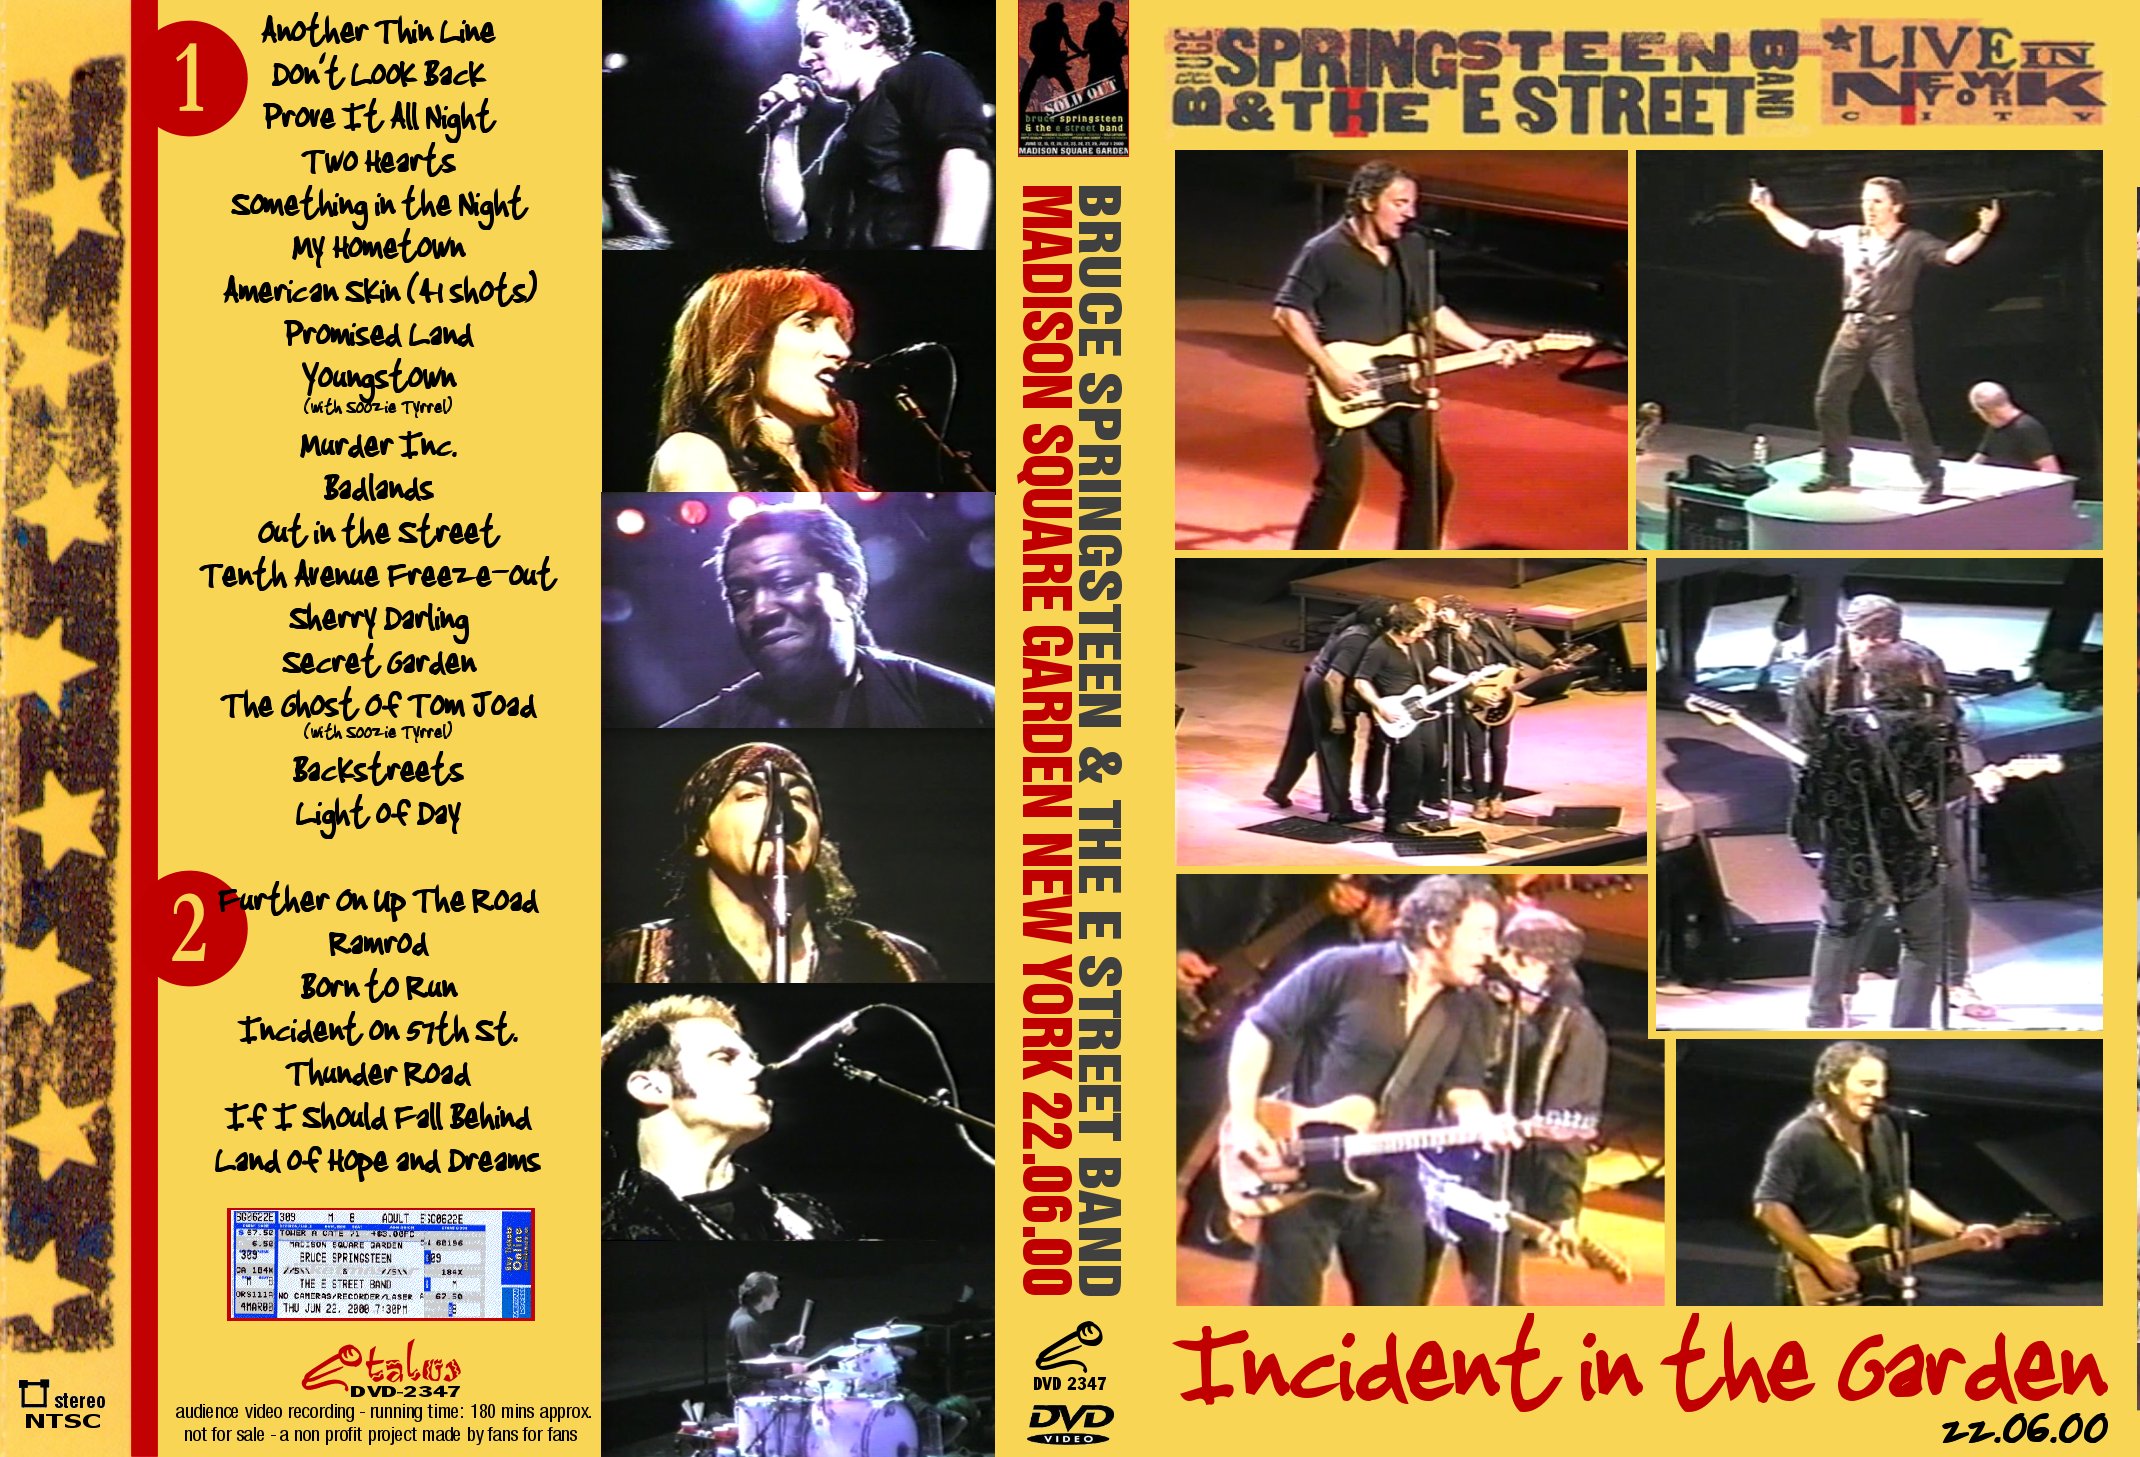 1
Another Thin Line
Don't Look Back
Prove It All Night
Two Hearts
Something in the Night
My Hometown
American Skin (41 shots)
Promised Land
Youngstown
(with Soozie Tyrrel)
Murder Inc.
Badlands
Out in the Street
Tenth Avenue Freeze-Out
Sherry Darling
Secret Garden
The Ghost Of Tom Joad
(with Soozie Tyrrel)
Backstreets
Light Of Day
2
Further On Up The Road
Ramrod
Born to Run
Incident On 57th St.
Thunder Road
If I Should Fall Behind
Land Of Hope and Dreams
309 M 8 ADULT
MADISON SQUARE GARDEN
BRUCE SPRINGSTEEN
THE E STREET BAND
NO CAMERAS/RECORDER/LASER
THU JUN 22, 2000 7:30PM
talus
DVD-2347
audience video recording - running time: 180 mins approx.
not for sale - a non profit project made by fans for fans
stereo
NTSC
SOLD OUT
bruce springsteen
& the e street band
MADISON SQUARE GARDEN
BRUCE SPRINGSTEEN & THE E STREET BAND
MADISON SQUARE GARDEN NEW YORK 22.06.00
DVD 2347
DVD
VIDEO
BRUCE SPRINGSTEEN
& THE E STREET BAND
LIVE IN
NEW YORK
CITY
Incident in the Garden
22.06.00